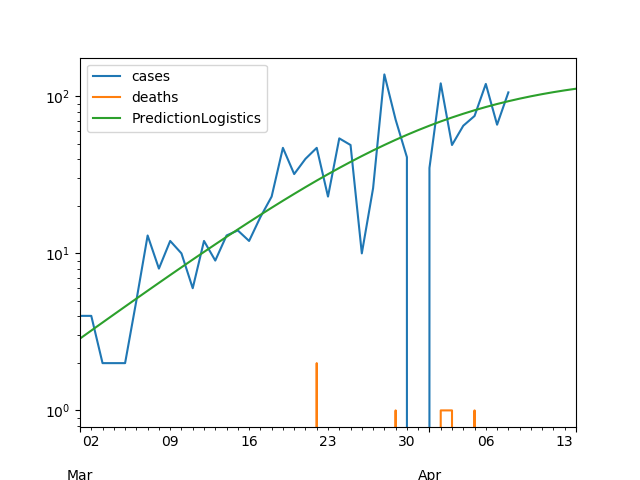 cases
deaths
PredictionLogistics
10²
10¹
10⁰
02 09 16 23 30 06 13
Mar Apr